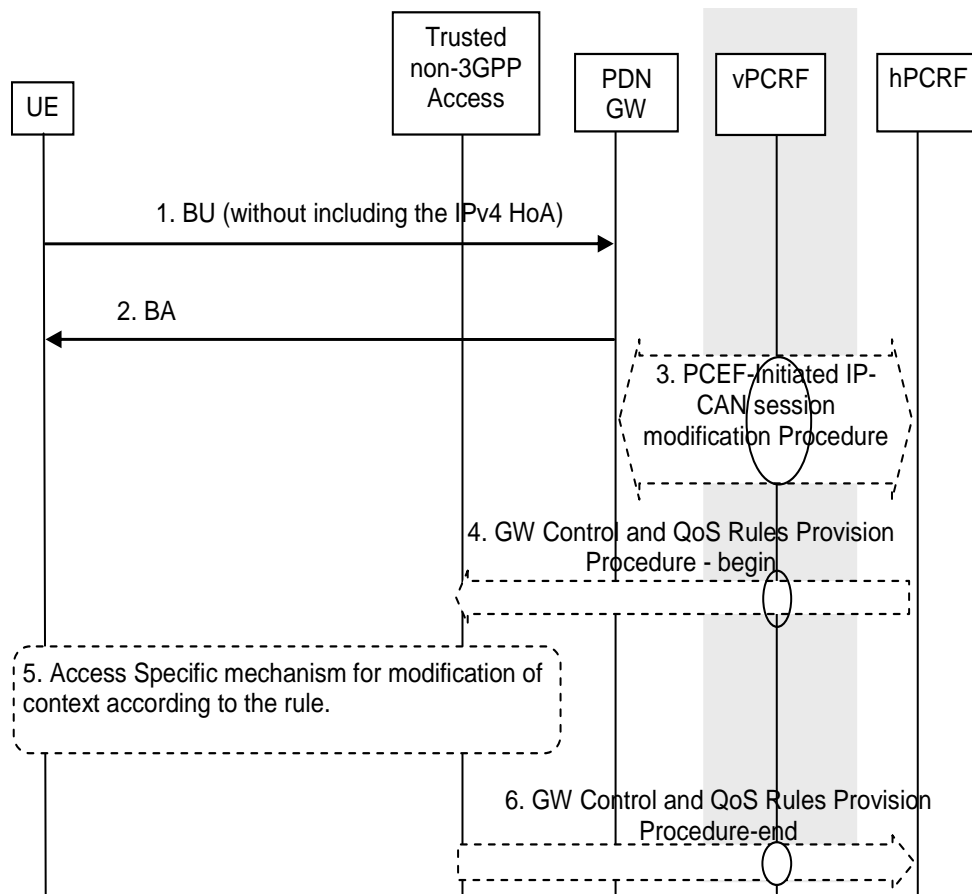 UE
Trusted
non-3GPP
Access
PDN
GW
vPCRF
hPCRF
1. BU (without including the IPv4 HoA)
2. BA
3. PCEF-Initiated IP-
CAN session
modification Procedure
4. GW Control and QoS Rules Provision
Procedure - begin
5. Access Specific mechanism for modification of
context according to the rule.
6. GW Control and QoS Rules Provision
Procedure-end